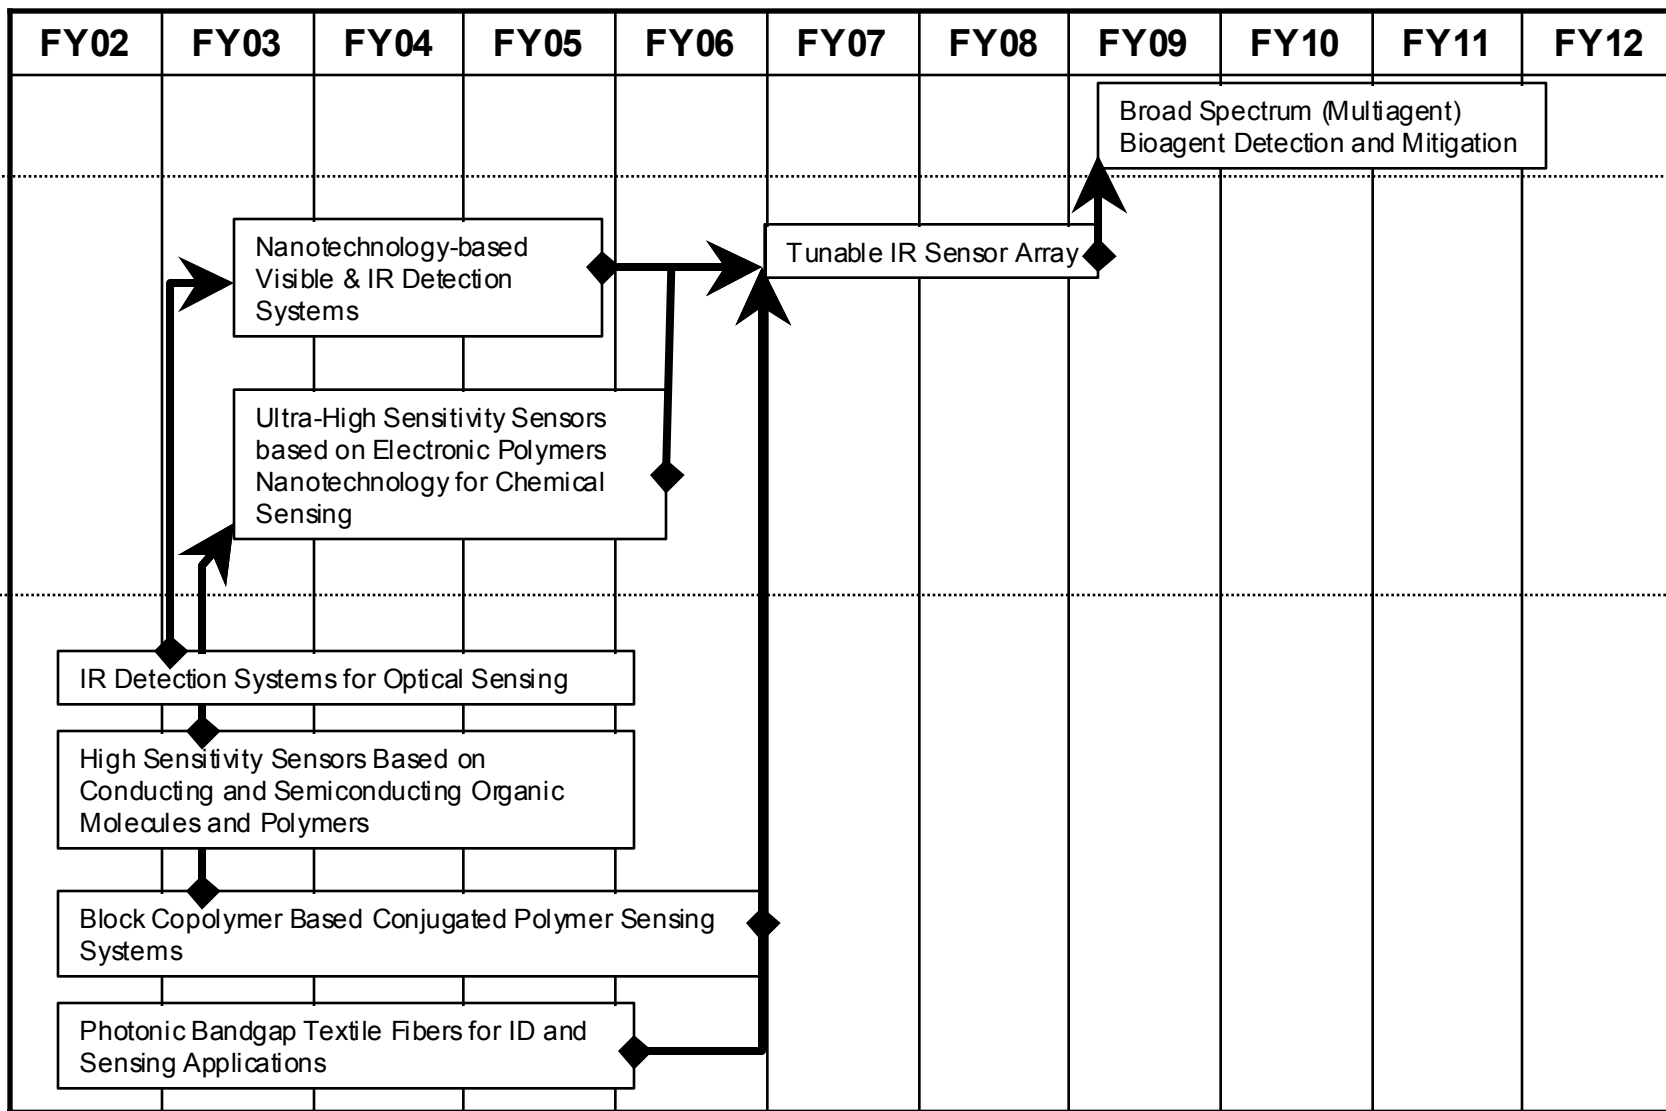 FY02 FY03 FY04 FY05 FY06 FY07 FY08 FY09 FY10 FY11 FY12
Broad Spectrum (Multiagent)
Bioagent Detection and Mitigation
Nanotechnology-based
Visible & IR Detection
Systems
Tunable IR Sensor Array
Ultra-High Sensitivity Sensors
based on Electronic Polymers
Nanotechnology for Chemical
Sensing
IR Detection Systems for Optical Sensing
High Sensitivity Sensors Based on
Conducting and Semiconducting Organic
Molecules and Polymers
Block Copolymer Based Conjugated Polymer Sensing
Systems
Photonic Bandgap Textile Fibers for ID and
Sensing Applications